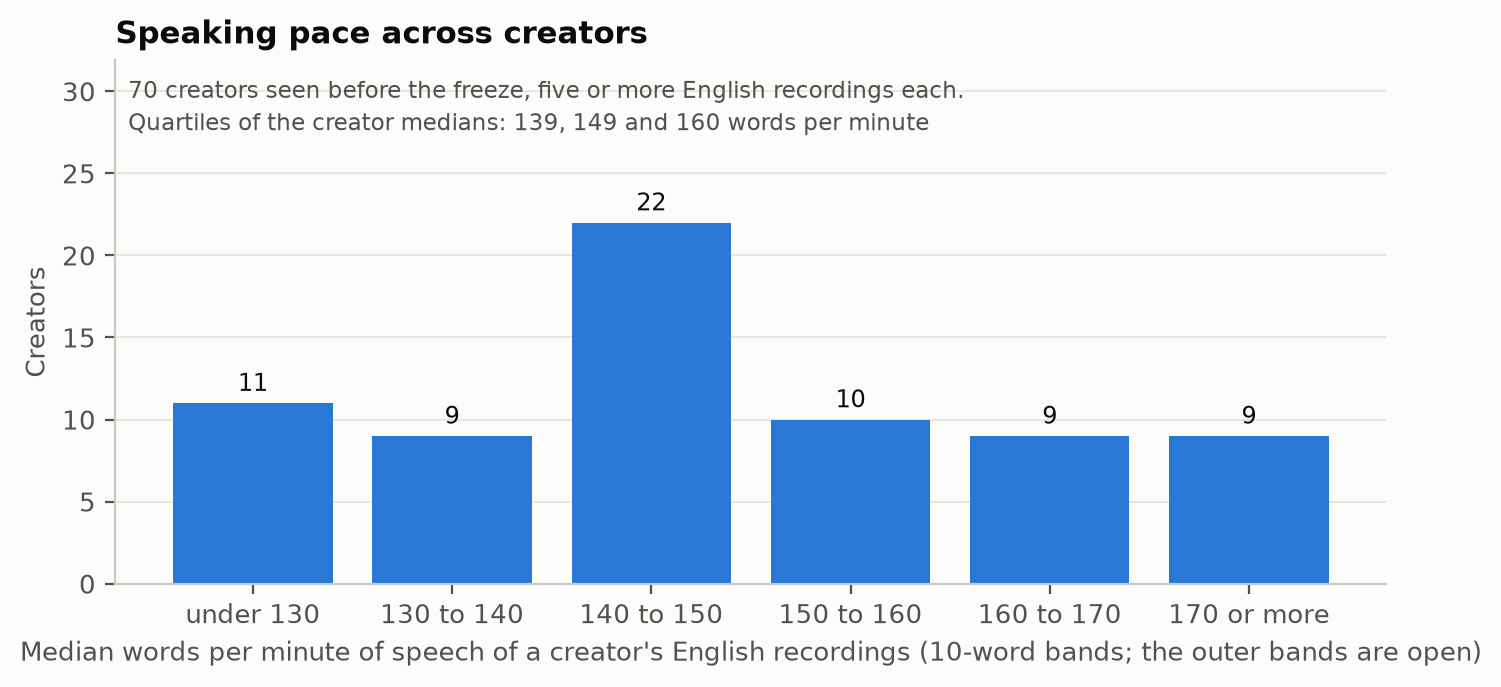 Speaking pace across creators
70 creators seen before the freeze, five or more English recordings each.
Quartiles of the creator medians: 139, 149 and 160 words per minute
Creators
30
25
20
15
10
5
0
11
9
22
10
9
9
under 130
130 to 140
140 to 150
150 to 160
160 to 170
170 or more
Median words per minute of speech of a creator's English recordings (10-word bands; the outer bands are open)